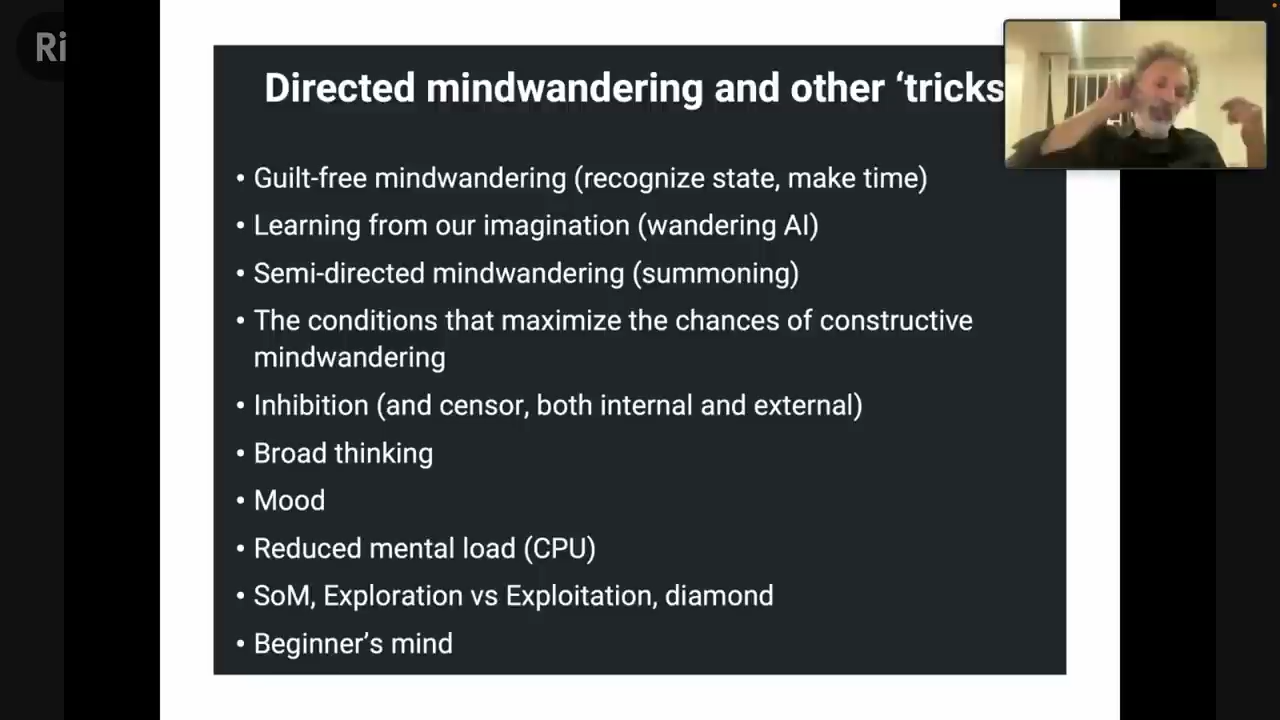 Ri
Directed mindwandering and other ‘tricks
• Guilt-free mindwandering (recognize state, make time)
• Learning from our imagination (wandering AI)
• Semi-directed mindwandering (summoning)
• The conditions that maximize the chances of constructive
mindwandering
• Inhibition (and censor, both internal and external)
• Broad thinking
• Mood
• Reduced mental load (CPU)
• SoM, Exploration vs Exploitation, diamond
• Beginner’s mind